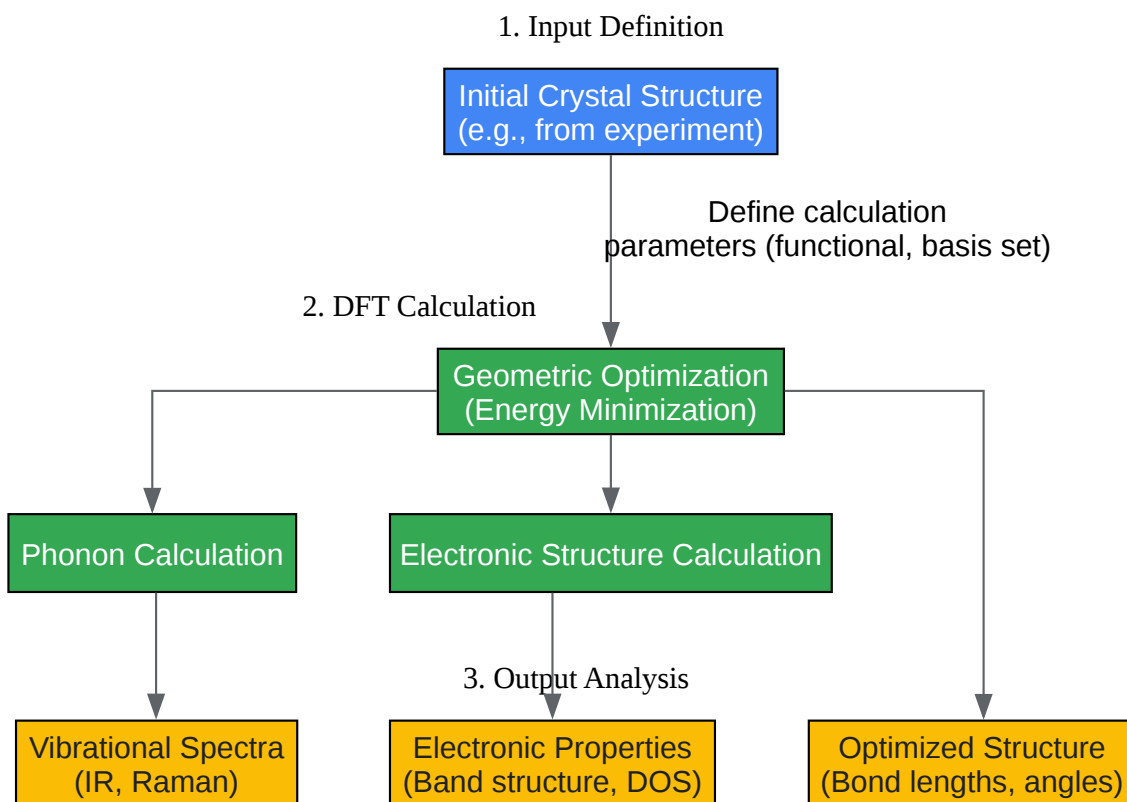 1. Input Definition
Initial Crystal Structure
(e.g., from experiment)
Define calculation
parameters (functional, basis set)
2. DFT Calculation
Geometric Optimization
(Energy Minimization)
Phonon Calculation
Electronic Structure Calculation
3. Output Analysis
Vibrational Spectra
(IR, Raman)
Electronic Properties
(Band structure, DOS)
Optimized Structure
(Bond lengths, angles)